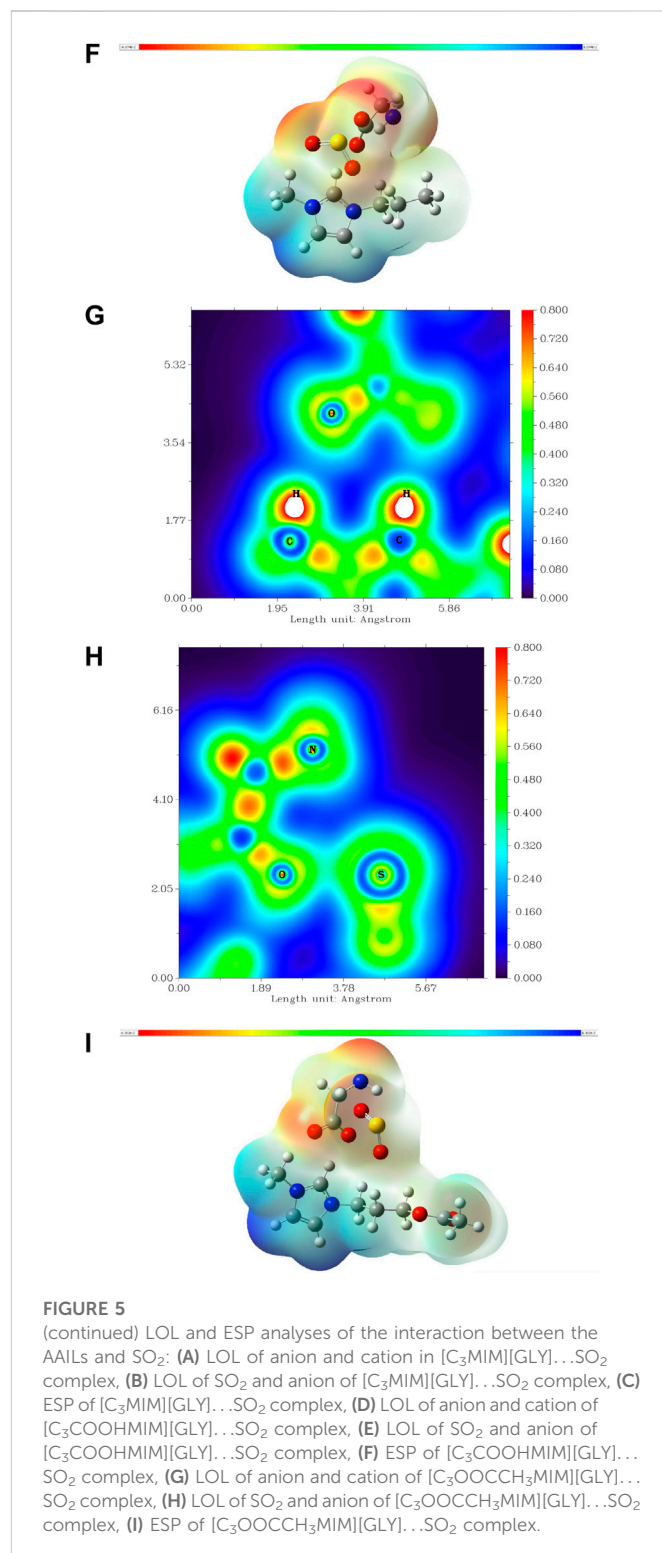 F
G
0.800
0.720
0.640
0.560
0.480
0.400
0.320
0.240
0.160
0.080
0.000
5.32
3.54
1.77
0.00
O
H
H
C
C
0.00
1.95
3.91
5.86
Length unit: Angstrom
H
0.800
0.720
0.640
0.560
0.480
0.400
0.320
0.240
0.160
0.080
0.000
6.16
4.10
2.05
0.00
N
O
S
0.00
1.89
3.78
5.67
Length unit: Angstrom
I
FIGURE 5
(continued) LOL and ESP analyses of the interaction between the
AAILs and SO₂: (A) LOL of anion and cation in [C₃MIM][GLY]...SO₂
complex, (B) LOL of SO₂ and anion of [C₃MIM][GLY]...SO₂ complex, (C)
ESP of [C₃MIM][GLY]...SO₂ complex, (D) LOL of anion and cation of
[C₃COOHMIM][GLY]...SO₂ complex, (E) LOL of SO₂ and anion of
[C₃COOHMIM][GLY]...SO₂ complex, (F) ESP of [C₃COOHMIM][GLY]...
SO₂ complex, (G) LOL of anion and cation of [C₃OOCCH₃MIM][GLY]...
SO₂ complex, (H) LOL of SO₂ and anion of [C₃OOCCH₃MIM][GLY]...SO₂
complex, (I) ESP of [C₃OOCCH₃MIM][GLY]...SO₂ complex.